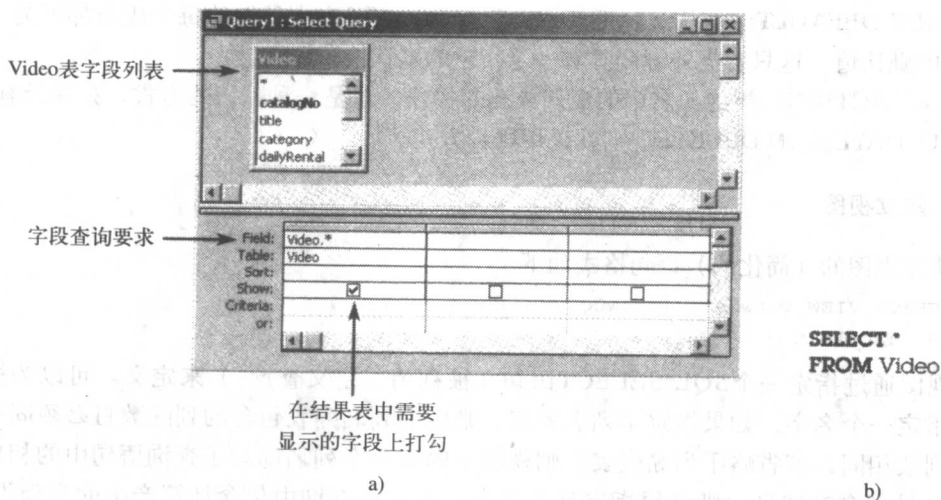 Query1 : Select Query
Video
Video表字段列表
*
catalogNo
title
category
dailyRental
字段查询要求
Field: Video.*
Table: Video
Sort:
Show:
Criteria:
or:
在结果表中需要
显示的字段上打勾
a)
SELECT *
FROM Video
b)